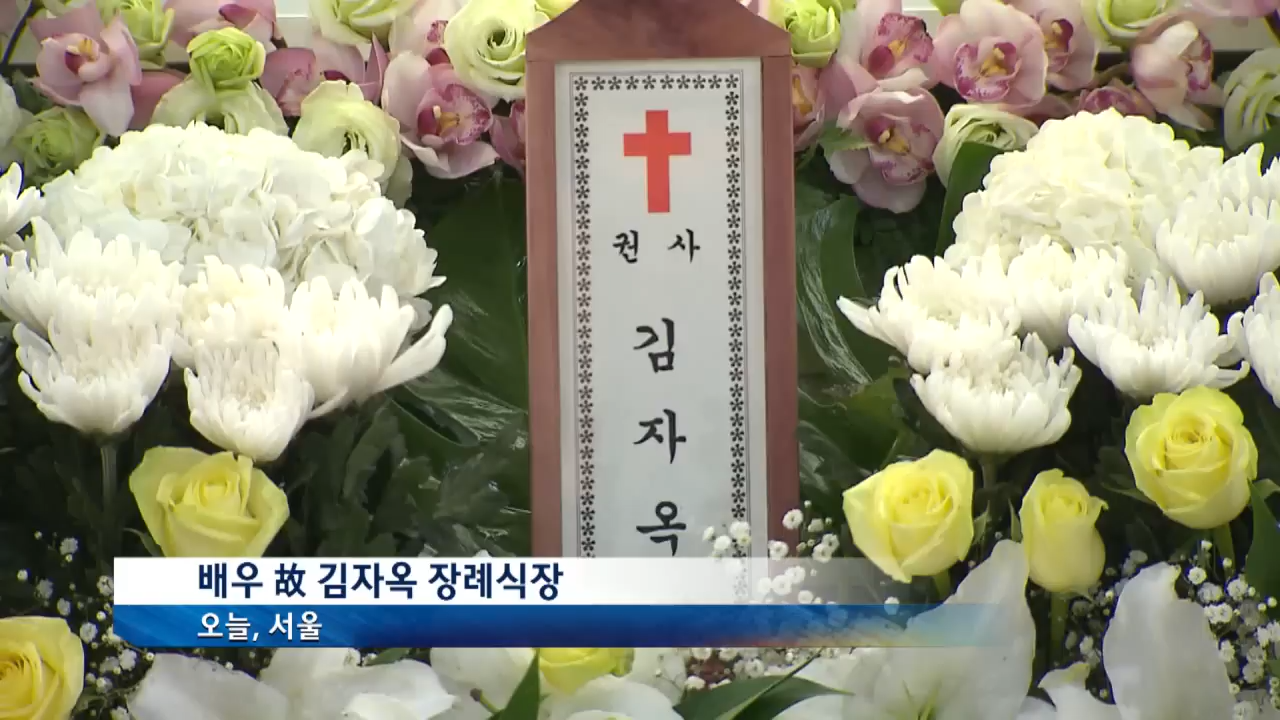 권사
김자옥
배우 故 김자옥 장례식장
오늘, 서울